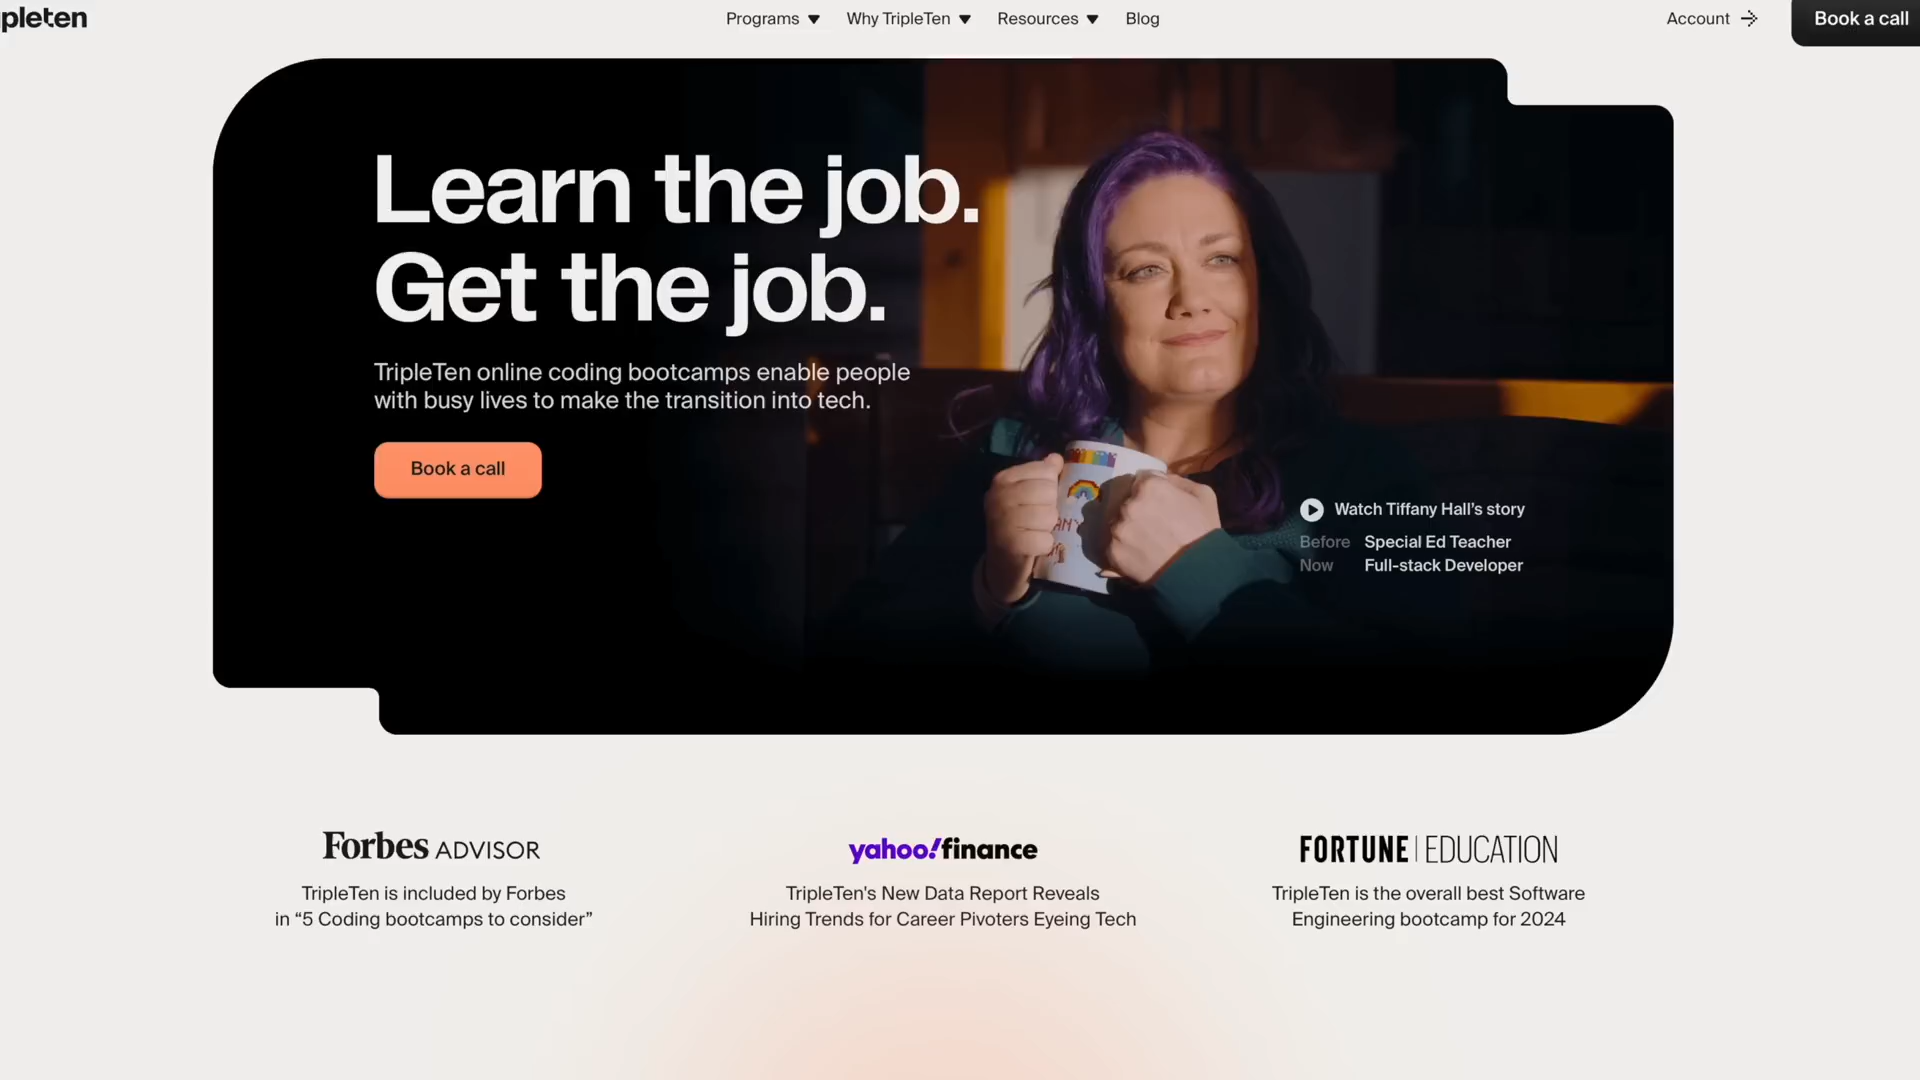 pleten
Programs
Why TripleTen
Resources
Blog
Account
Book a call
Learn the job.
Get the job.
TripleTen online coding bootcamps enable people
with busy lives to make the transition into tech.
Book a call
Watch Tiffany Hall's story
Before Special Ed Teacher
Now Full-stack Developer
Forbes ADVISOR
TripleTen is included by Forbes
in “5 Coding bootcamps to consider”
yahoo!finance
TripleTen's New Data Report Reveals
Hiring Trends for Career Pivoters Eyeing Tech
FORTUNE | EDUCATION
TripleTen is the overall best Software
Engineering bootcamp for 2024